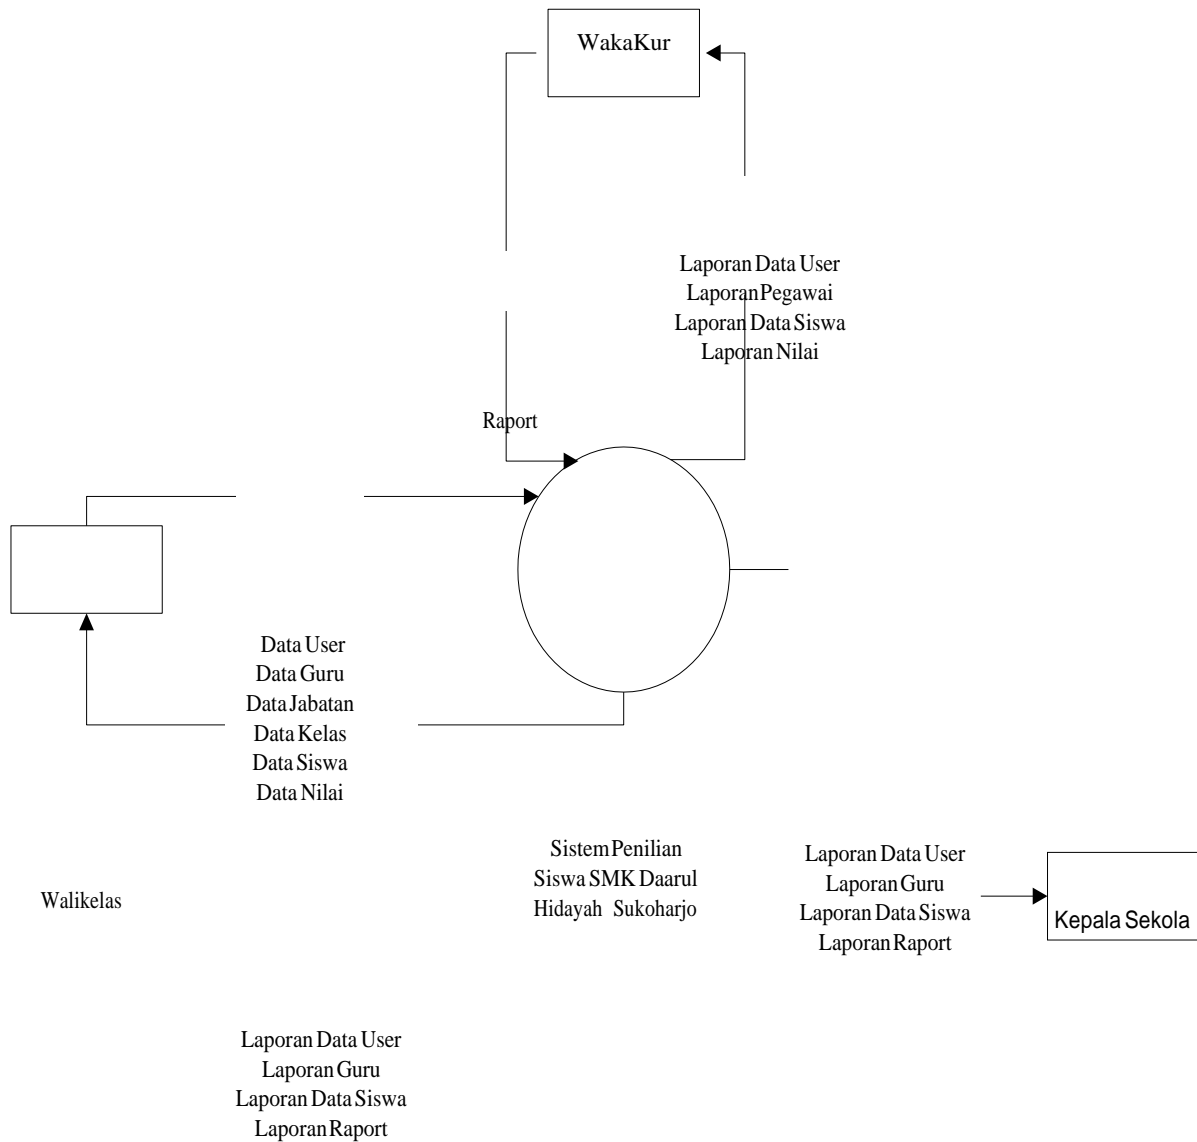 WakaKur
Laporan Data User
Laporan Pegawai
Laporan Data Siswa
Laporan Nilai
Raport
Data User
Data Guru
Data Jabatan
Data Kelas
Data Siswa
Data Nilai
Walikelas
Sistem Penilian
Siswa SMK Daarul
Hidayah Sukoharjo
Laporan Data User
Laporan Guru
Laporan Data Siswa
Laporan Raport
Kepala Sekola
Laporan Data User
Laporan Guru
Laporan Data Siswa
Laporan Raport